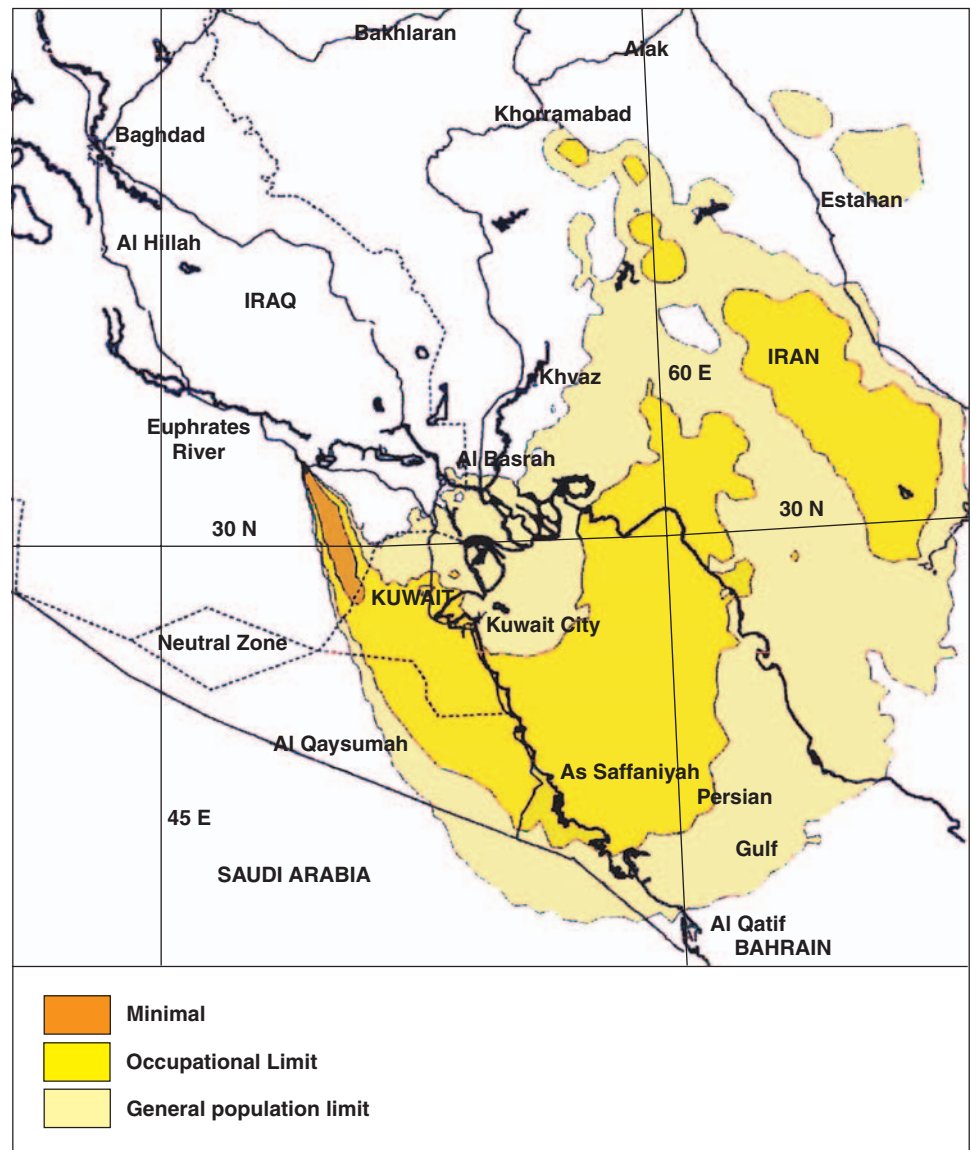 Bakhlaran
Aiak
Khorramabad
Baghdad
Estahan
Al Hillah
IRAQ
IRAN
60 E
Khvaz
Euphrates
River
Al Basrah
30 N
30 N
KUWAIT
Kuwait City
Neutral Zone
Al Qaysumah
As Saffaniyah
Persian
45 E
Gulf
SAUDI ARABIA
Al Qatif
BAHRAIN
Minimal
Occupational Limit
General population limit